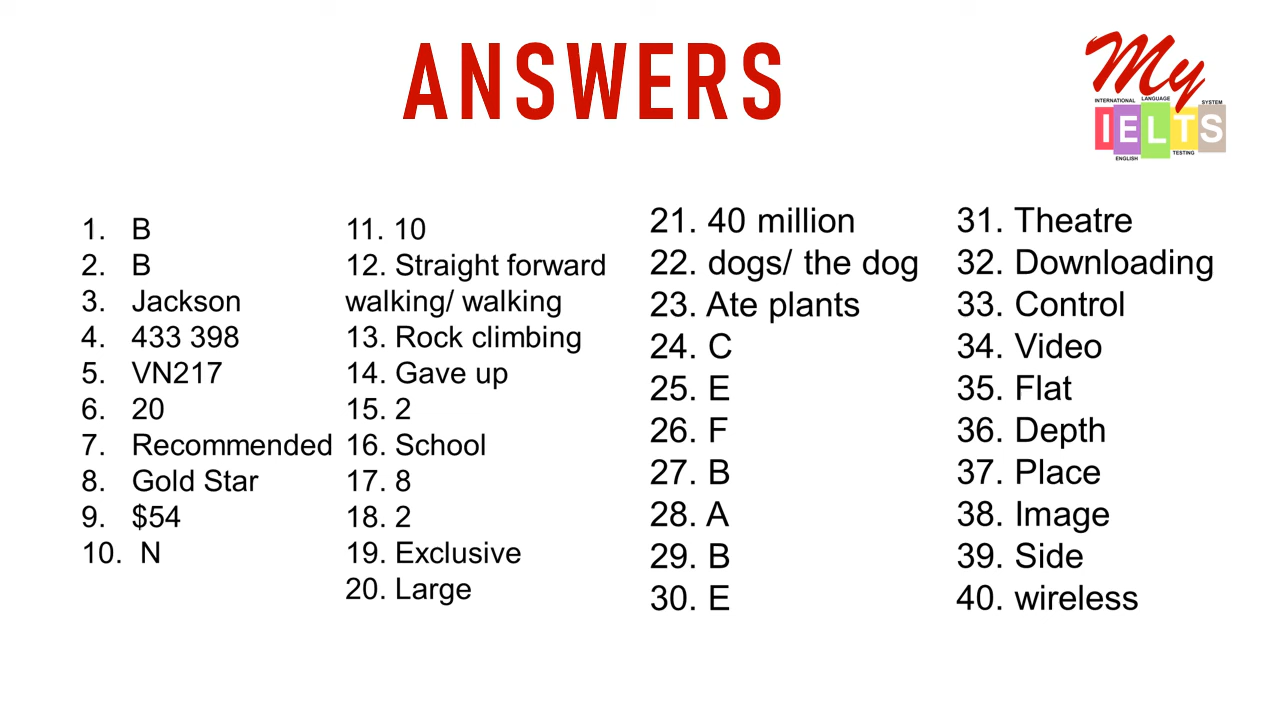 ANSWERS
My
INTERNATIONAL LANGUAGE SYSTEM
IELTS
ENGLISH TESTING
1. B
2. B
3. Jackson
4. 433 398
5. VN217
6. 20
7. Recommended
8. Gold Star
9. $54
10. N
11. 10
12. Straight forward
walking/ walking
13. Rock climbing
14. Gave up
15. 2
16. School
17. 8
18. 2
19. Exclusive
20. Large
21. 40 million
22. dogs/ the dog
23. Ate plants
24. C
25. E
26. F
27. B
28. A
29. B
30. E
31. Theatre
32. Downloading
33. Control
34. Video
35. Flat
36. Depth
37. Place
38. Image
39. Side
40. wireless